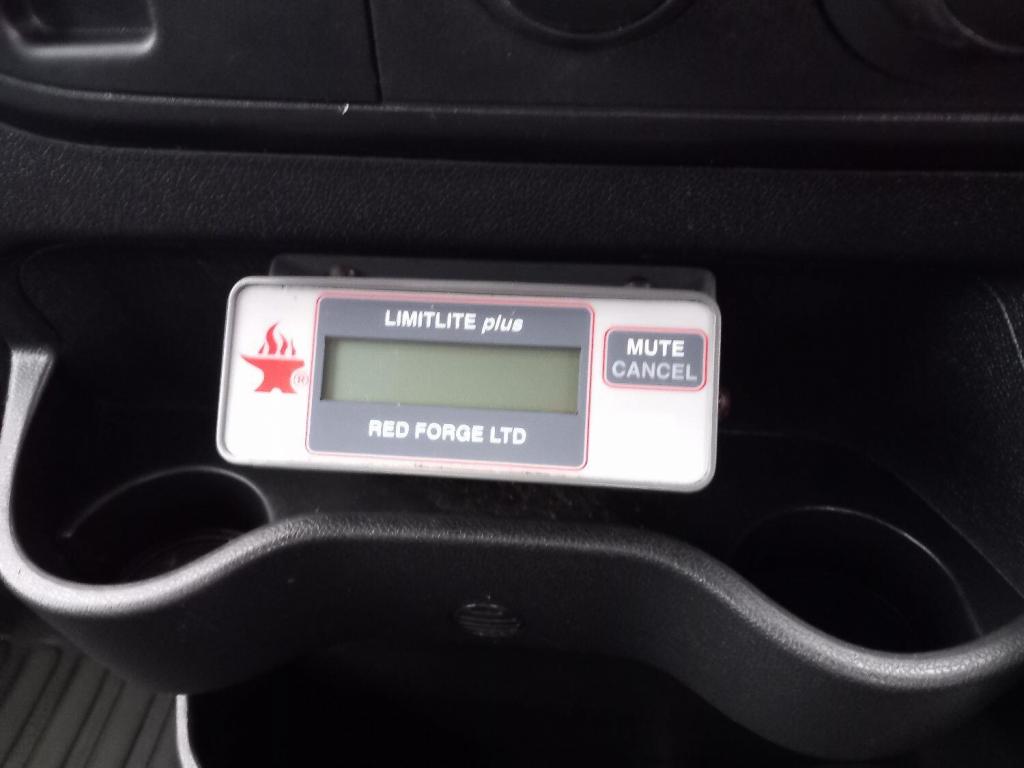 LIMITLITE plus
®
RED FORGE LTD
MUTE
CANCEL